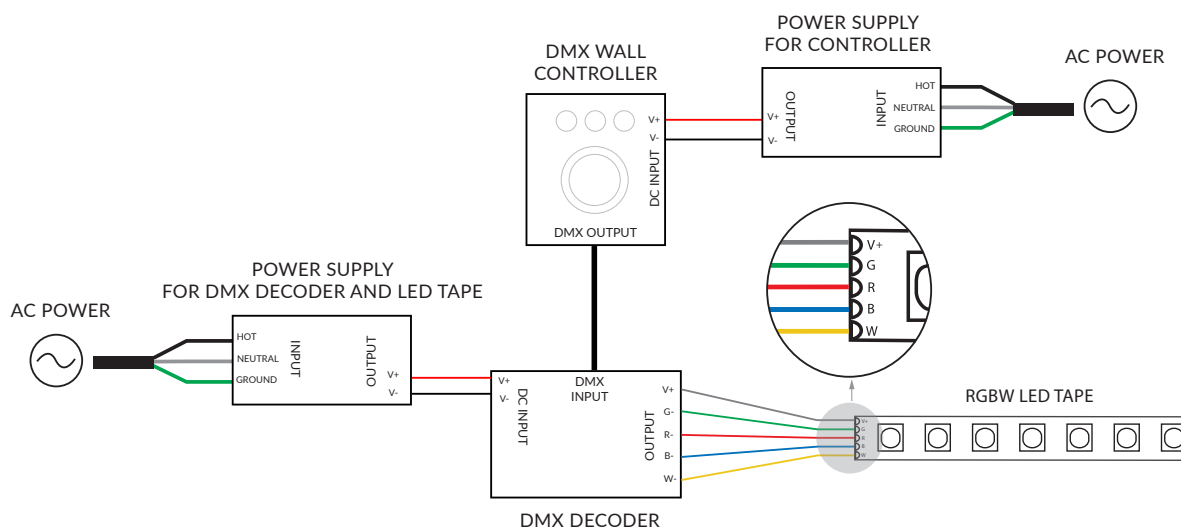 POWER SUPPLY
FOR CONTROLLER
AC POWER
DMX WALL
CONTROLLER
HOT
NEUTRAL
GROUND
INPUT
OUTPUT
V+
V-
V+
V-
DC INPUT
DMX OUTPUT
V+
G
R
B
W
POWER SUPPLY
FOR DMX DECODER AND LED TAPE
AC POWER
HOT
NEUTRAL
GROUND
INPUT
OUTPUT
V+
V-
V+
V-
DC INPUT
DMX
INPUT
OUTPUT
V+
G-
R-
B-
W-
DMX DECODER
RGBW LED TAPE
V+
G
R
B
W